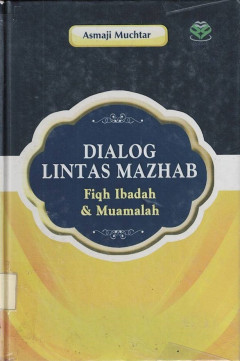 Asmaji Muchtar
DIALOG
LINTAS MAZHAB
Fiqh Ibadah
& Muamalah